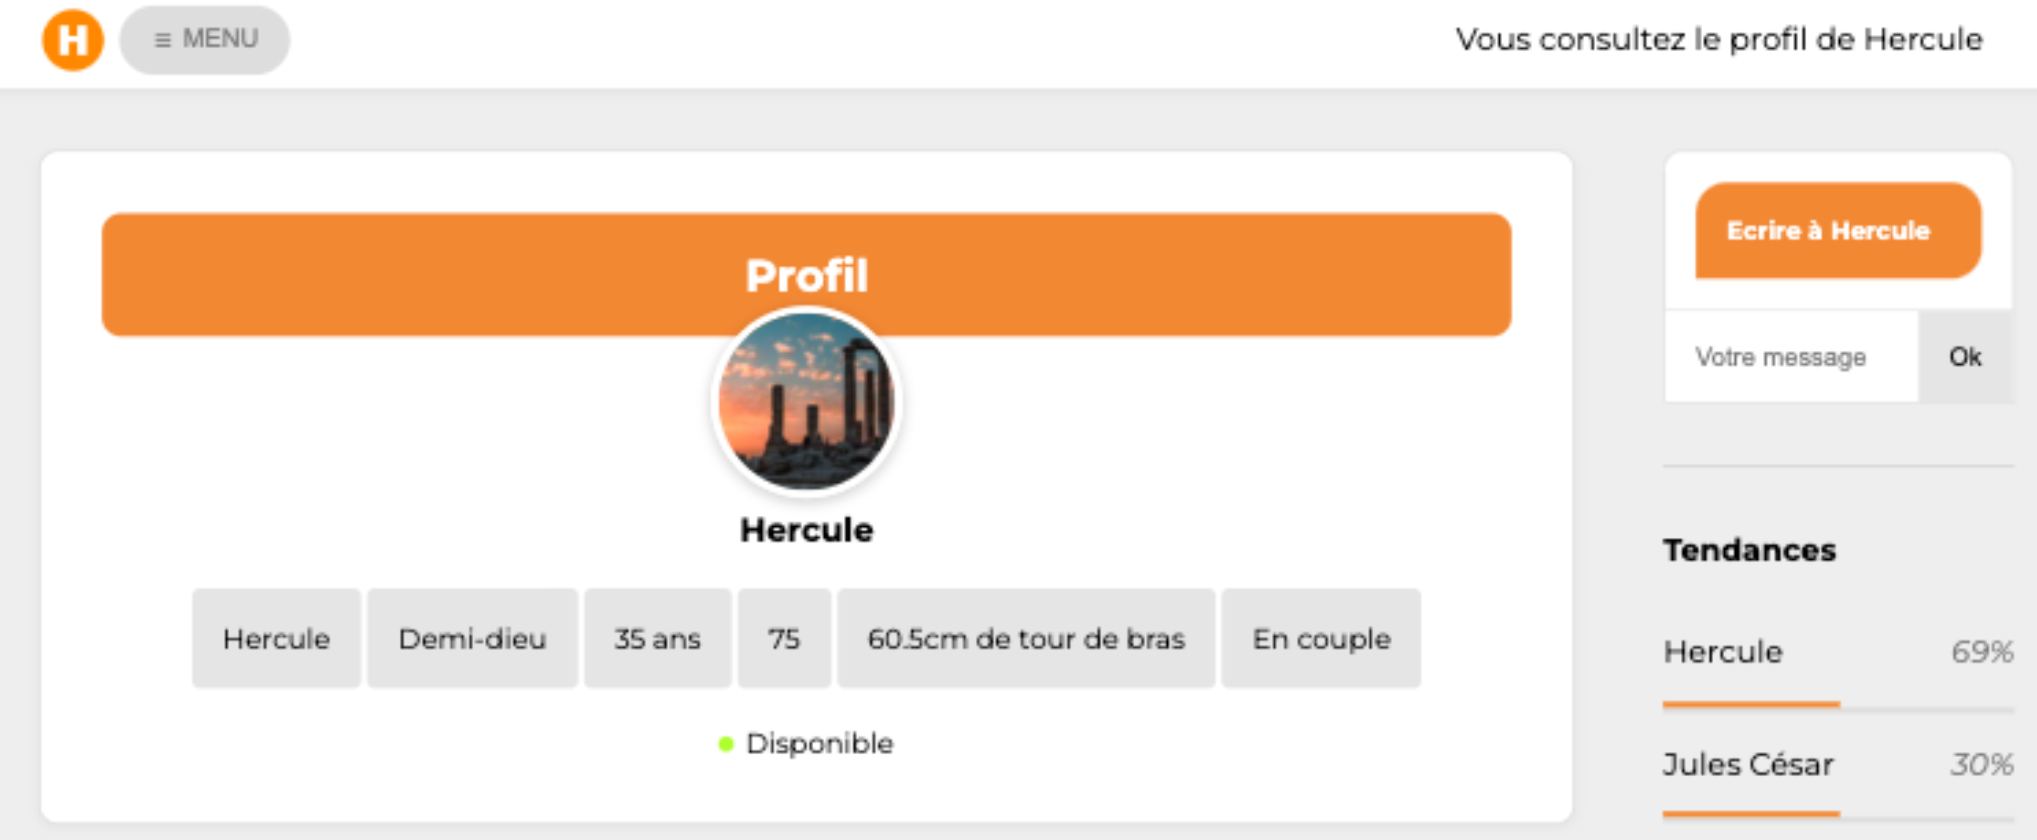 H
≡ MENU
Vous consultez le profil de Hercule
Profil
Hercule
Hercule
Demi-dieu
35 ans
75
60.5cm de tour de bras
En couple
Disponible
Ecrire à Hercule
Votre message
Ok
Tendances
Hercule 69%
Jules César 30%